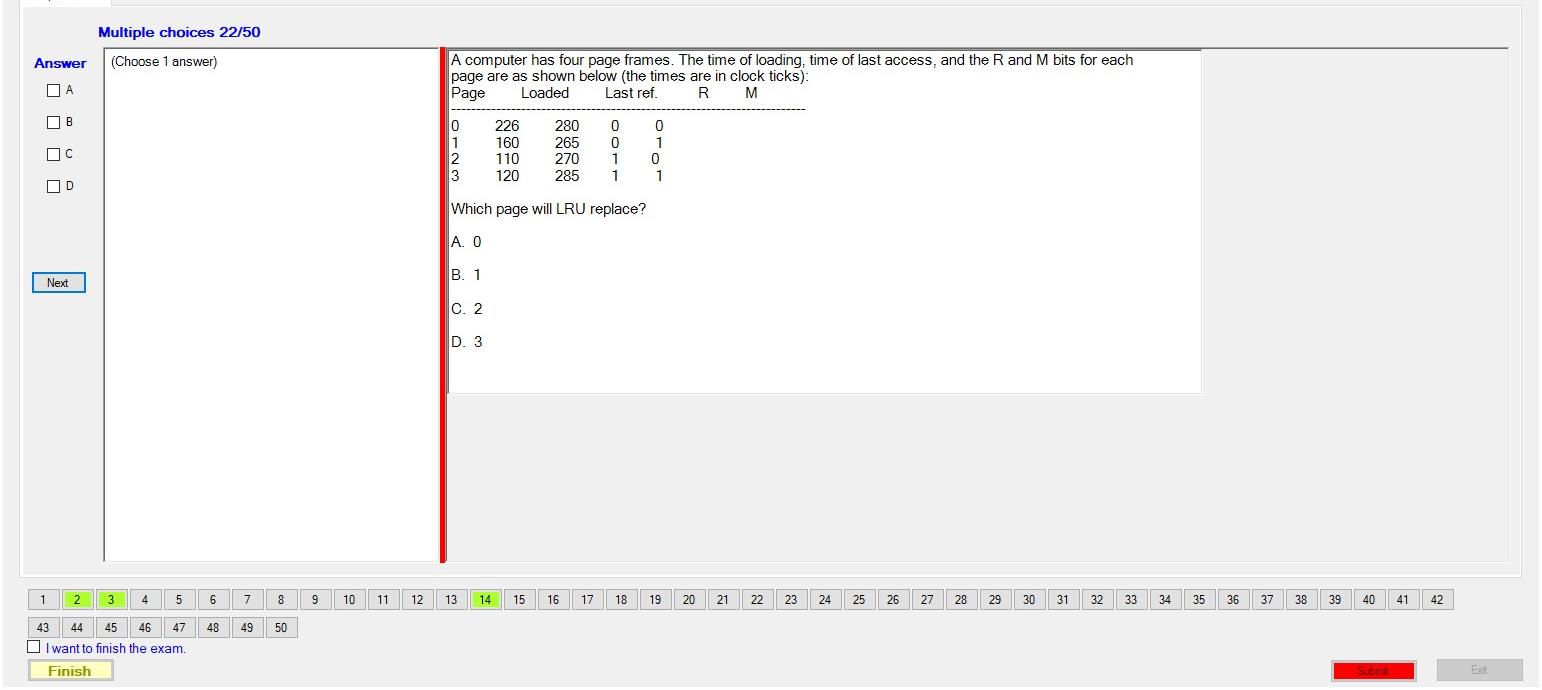 Multiple choices 22/50
Answer
A
B
C
D
Next
(Choose 1 answer)
A computer has four page frames. The time of loading, time of last access, and the R and M bits for each
page are as shown below (the times are in clock ticks):
Page Loaded Last ref. R M
-----------------------------------------------------------------------
0 226 280 0 0
1 160 265 0 1
2 110 270 1 0
3 120 285 1 1
Which page will LRU replace?
A. 0
B. 1
C. 2
D. 3
1 2 3 4 5 6 7 8 9 10 11 12 13 14 15 16 17 18 19 20 21 22 23 24 25 26 27 28 29 30 31 32 33 34 35 36 37 38 39 40 41 42
43 44 45 46 47 48 49 50
I want to finish the exam.
Finish
Submit
Exit